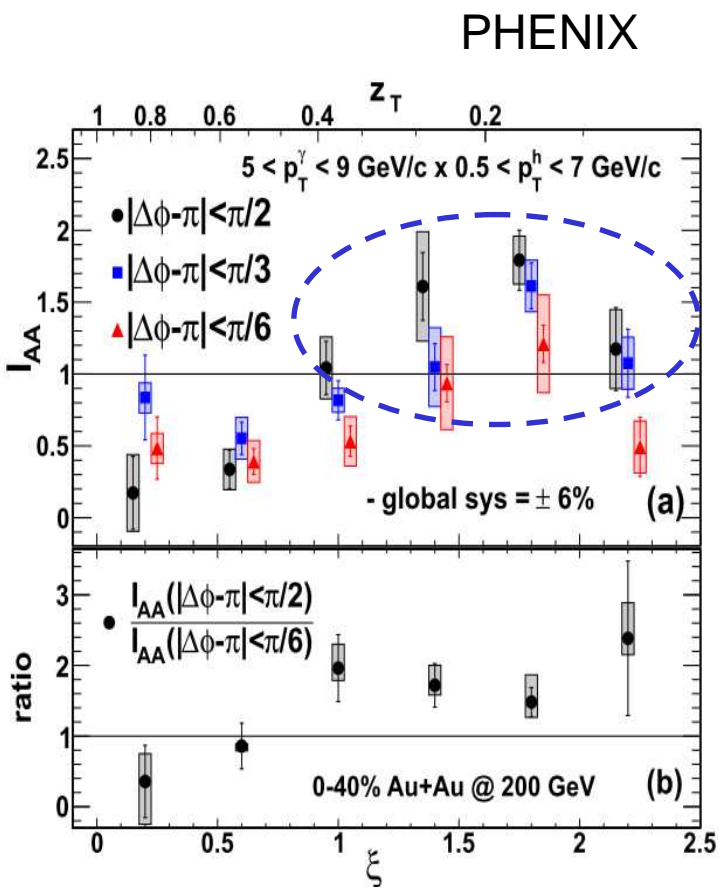 PHENIX
z_T
1 0.8 0.6 0.4 0.2
5 < p_T^γ < 9 GeV/c x 0.5 < p_T^h < 7 GeV/c
|Δϕ-π|<π/2
|Δϕ-π|<π/3
|Δϕ-π|<π/6
I_AA
2.5
2
1.5
1
0.5
0
- global sys = ± 6%
(a)
I_AA(|Δϕ-π|<π/2)
I_AA(|Δϕ-π|<π/6)
ratio
3
2
1
0
0-40% Au+Au @ 200 GeV
(b)
0 0.5 1 1.5 2 2.5
ξ